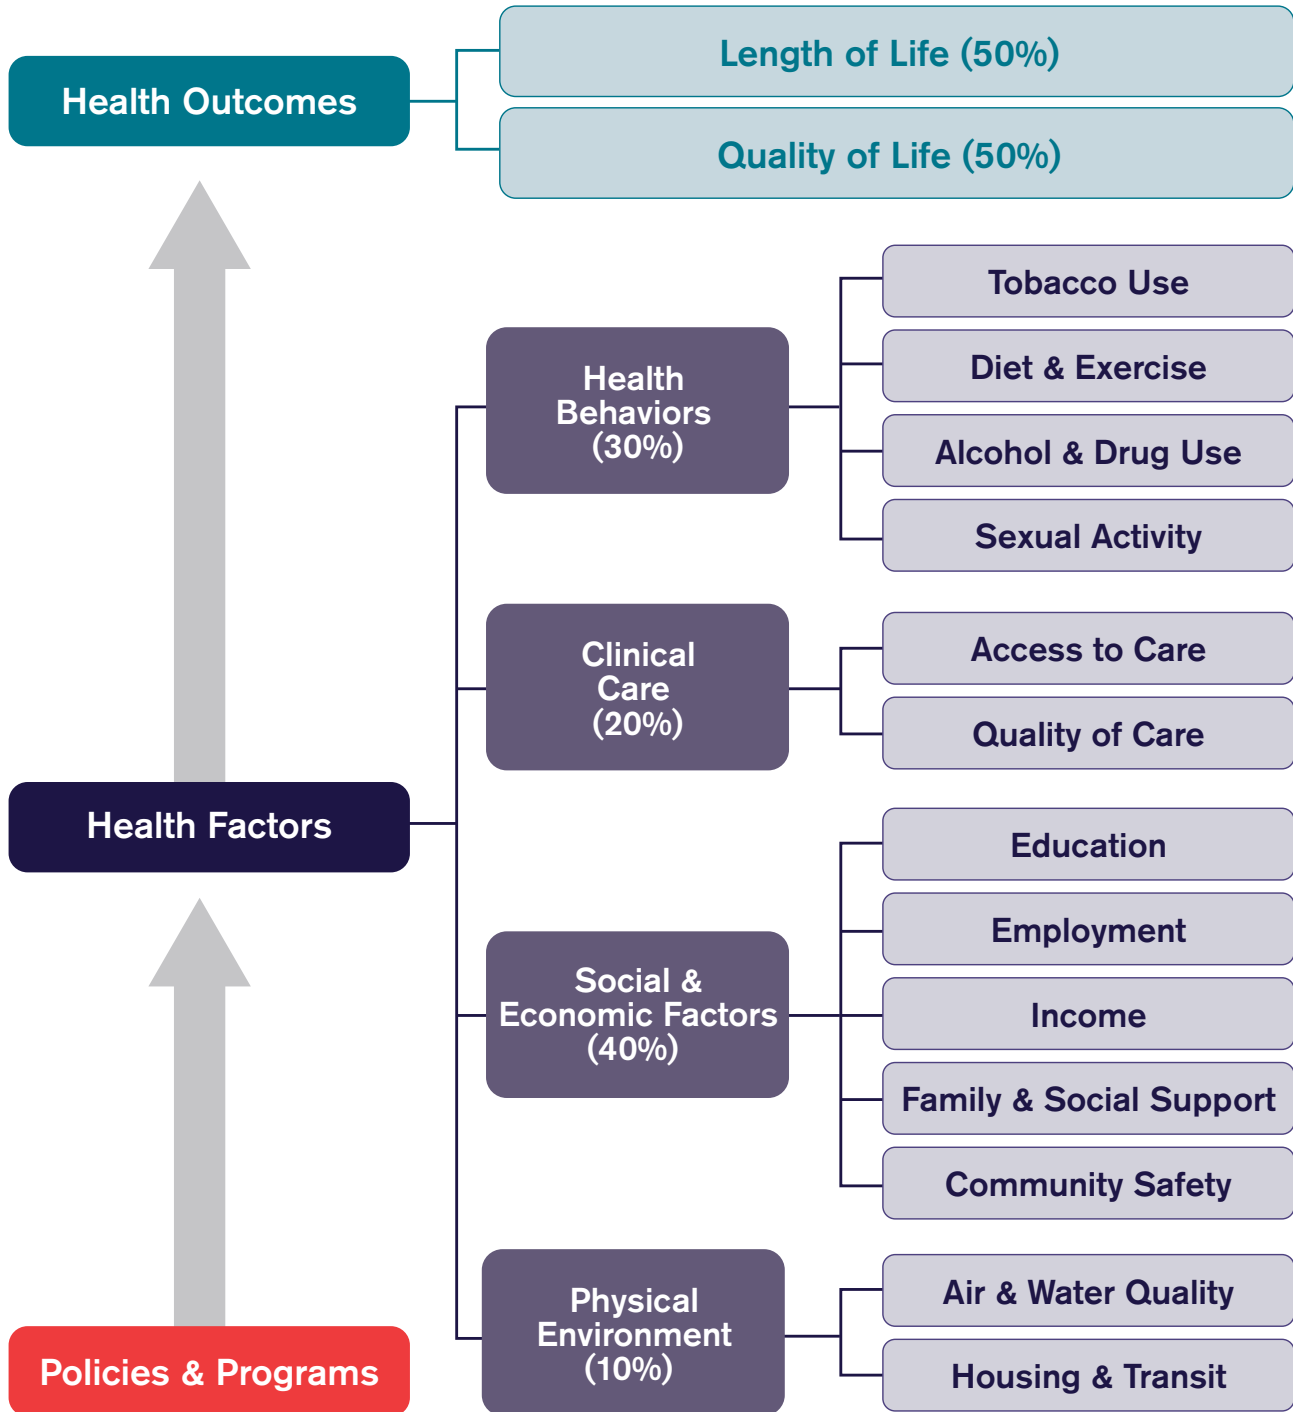 Health Outcomes
Length of Life (50%)
Quality of Life (50%)
Health Factors
Health
Behaviors
(30%)
Tobacco Use
Diet & Exercise
Alcohol & Drug Use
Sexual Activity
Clinical
Care
(20%)
Access to Care
Quality of Care
Social &
Economic Factors
(40%)
Education
Employment
Income
Family & Social Support
Community Safety
Physical
Environment
(10%)
Air & Water Quality
Housing & Transit
Policies & Programs